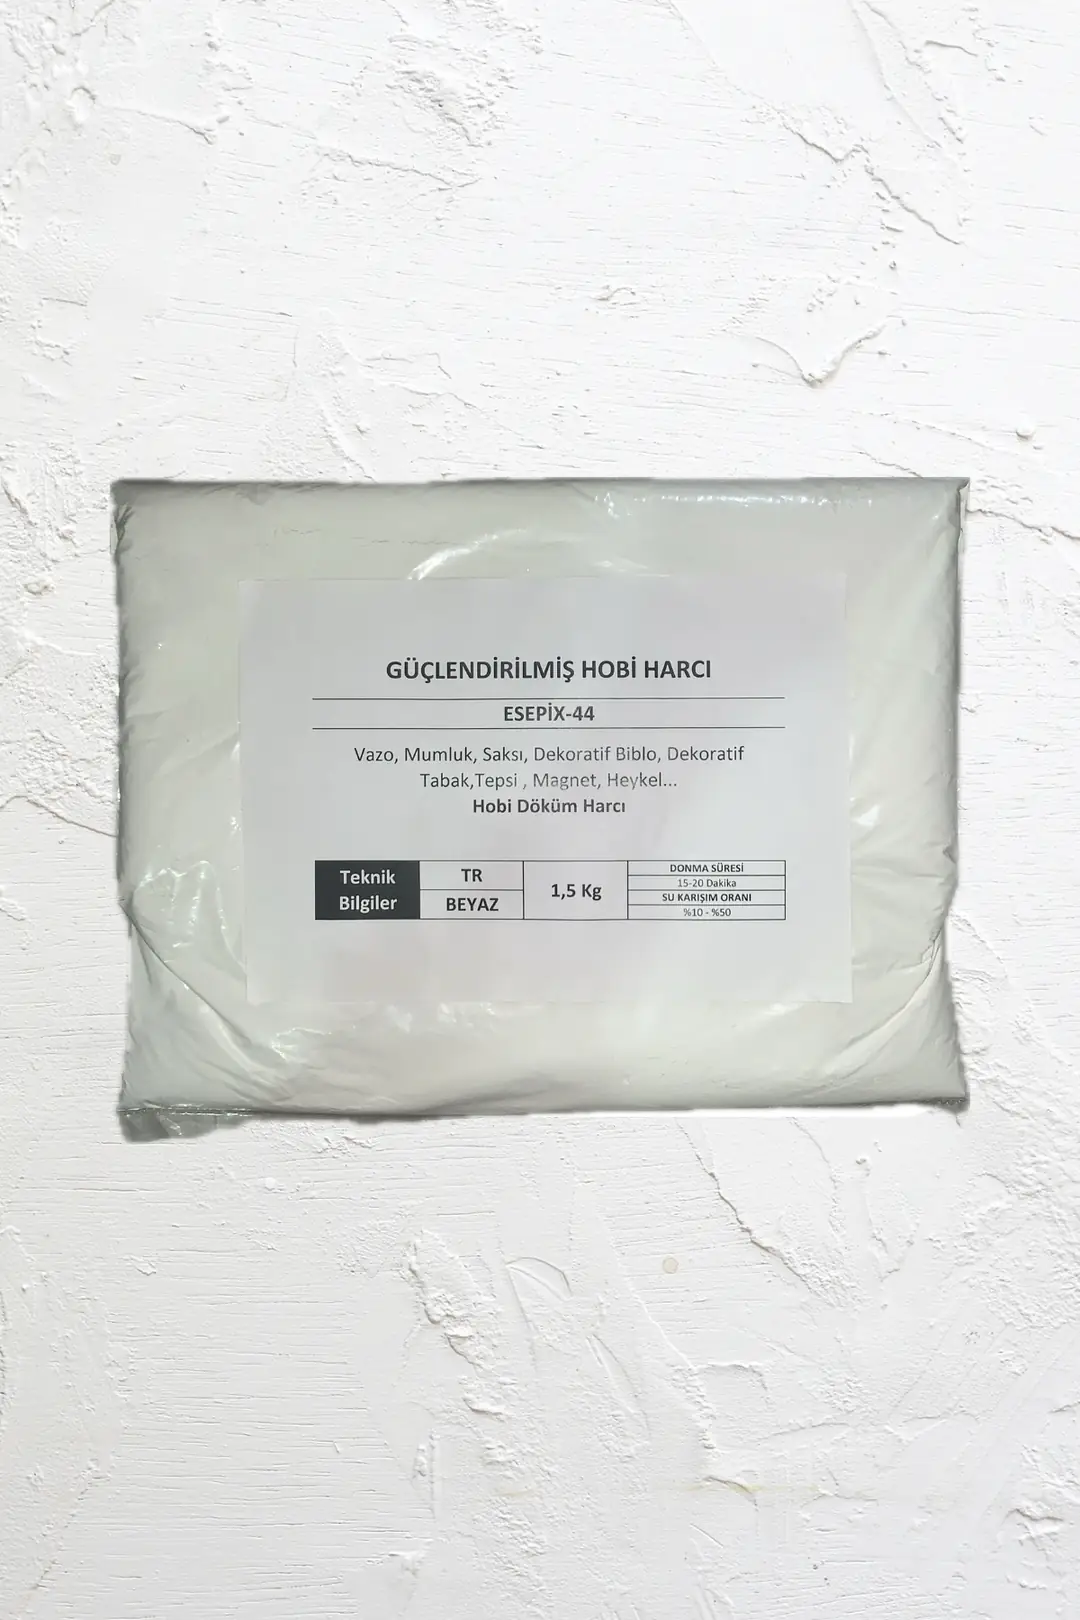 GÜÇLENDİRİLMİŞ HOBİ HARCI
ESEPİX-44
Vazo, Mumluk, Saksı, Dekoratif Biblo, Dekoratif
Tabak,Tepsi , Magnet, Heykel...
Hobi Döküm Harcı
Teknik
Bilgiler
TR
BEYAZ
1,5 Kg
DONMA SÜRESİ
15-20 Dakika
SU KARIŞIM ORANI
%10 - %50